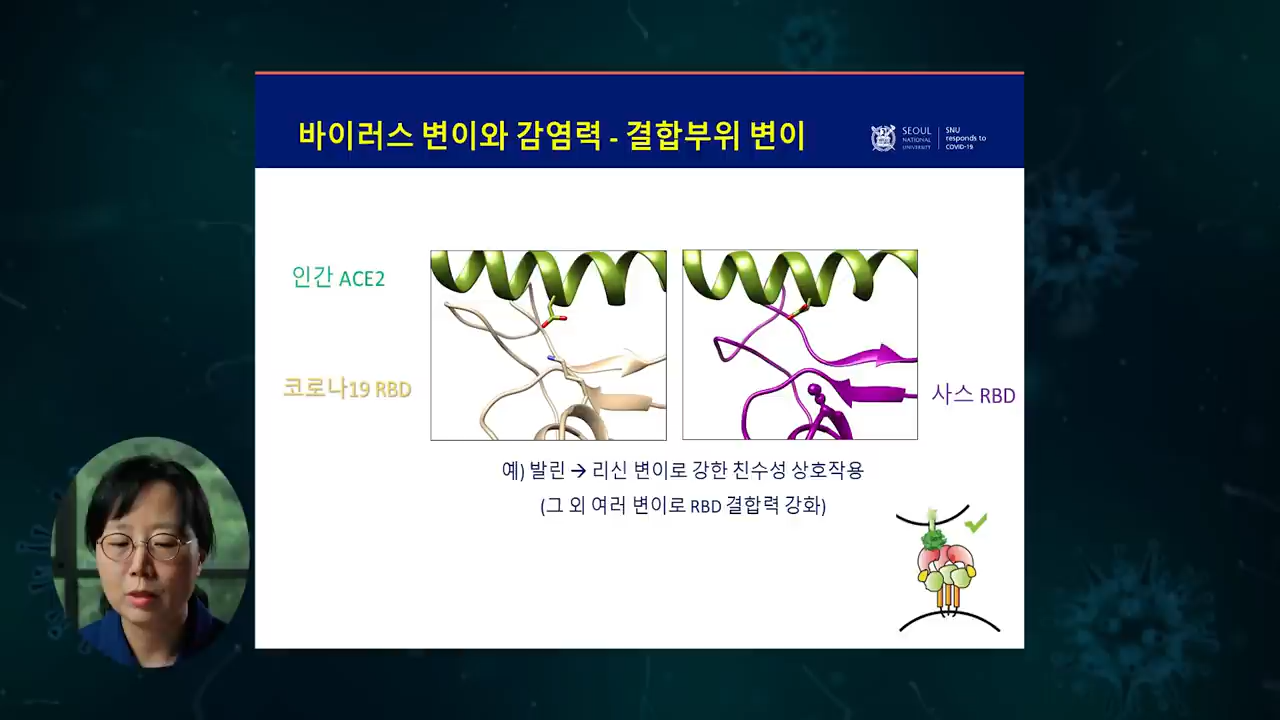 바이러스 변이와 감염력 - 결합부위 변이
SEOUL
NATIONAL
UNIVERSITY
SNU
responds to
COVID-19
인간 ACE2
코로나19 RBD
사스 RBD
예) 발린 → 리신 변이로 강한 친수성 상호작용
(그 외 여러 변이로 RBD 결합력 강화)